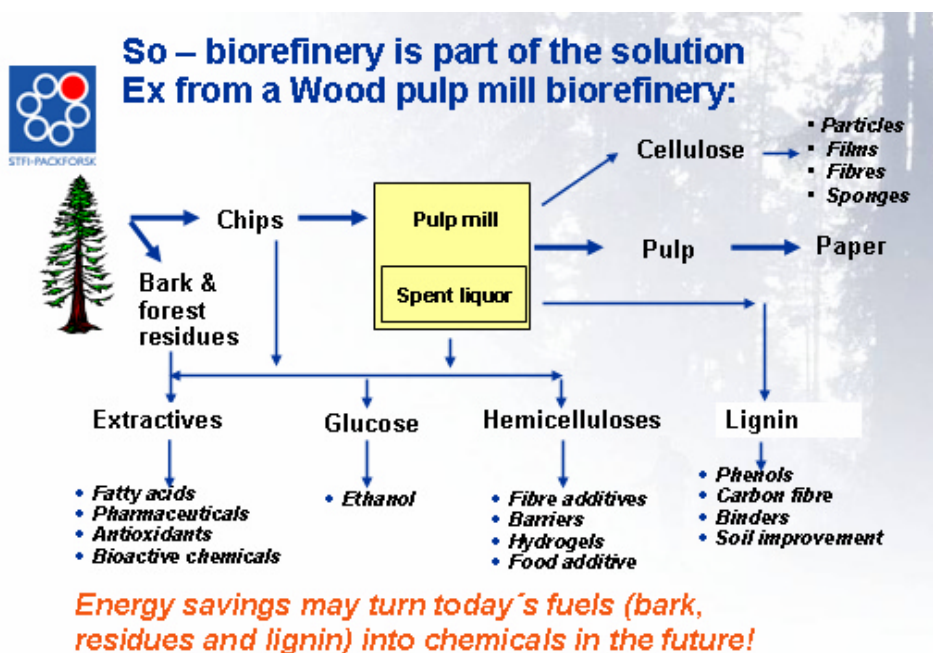 So – biorefinery is part of the solution
Ex from a Wood pulp mill biorefinery:
STFI-PACKFORSK
Cellulose
▪ Particles
▪ Films
▪ Fibres
▪ Sponges
Chips
Pulp mill
Spent liquor
Pulp
Paper
Bark &
forest
residues
Extractives
Glucose
Hemicelluloses
Lignin
• Fatty acids
• Pharmaceuticals
• Antioxidants
• Bioactive chemicals
• Ethanol
• Fibre additives
• Barriers
• Hydrogels
• Food additive
• Phenols
• Carbon fibre
• Binders
• Soil improvement
Energy savings may turn today´s fuels (bark,
residues and lignin) into chemicals in the future!